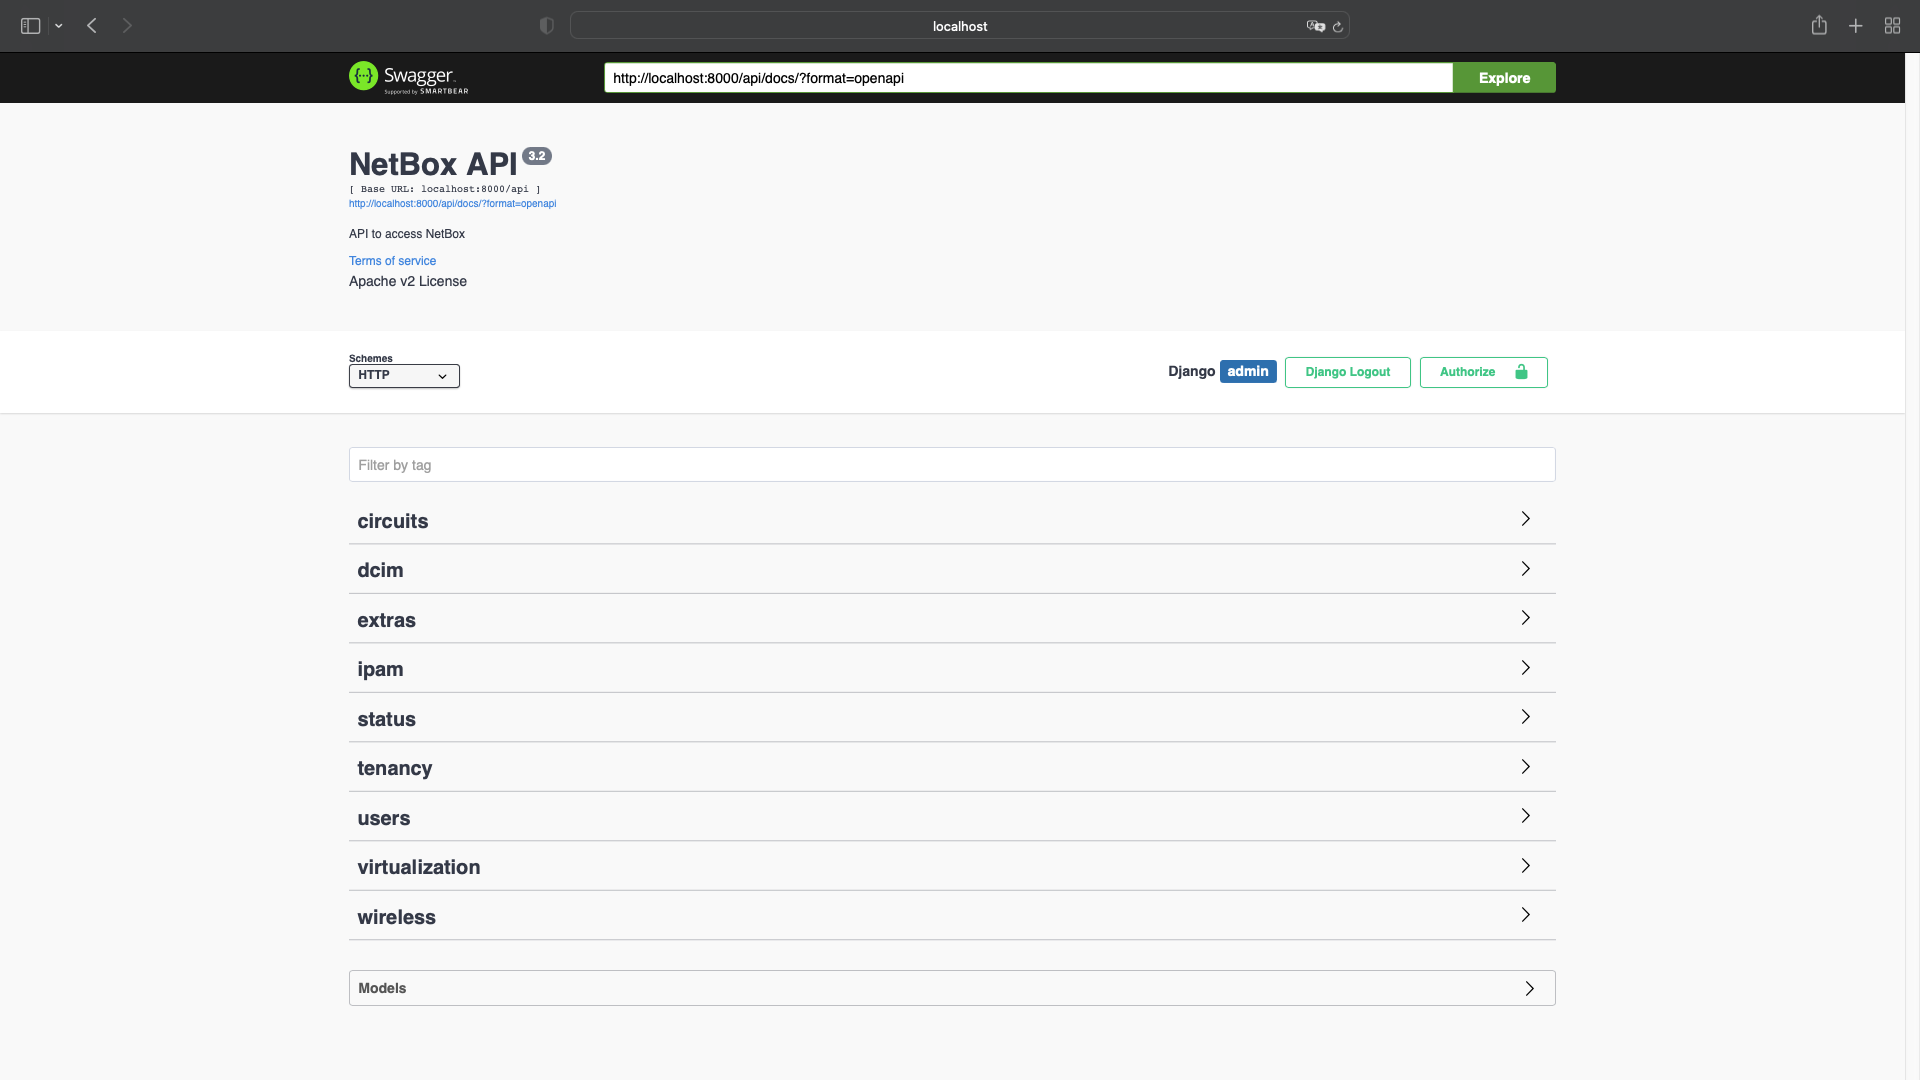 localhost
Swagger
Supported by SMARTBEAR
http://localhost:8000/api/docs/?format=openapi
Explore
NetBox API 3.2
[ Base URL: localhost:8000/api ]
http://localhost:8000/api/docs/?format=openapi
API to access NetBox
Terms of service
Apache v2 License
Schemes
HTTP
Django admin
Django Logout
Authorize
Filter by tag
circuits
dcim
extras
ipam
status
tenancy
users
virtualization
wireless
Models